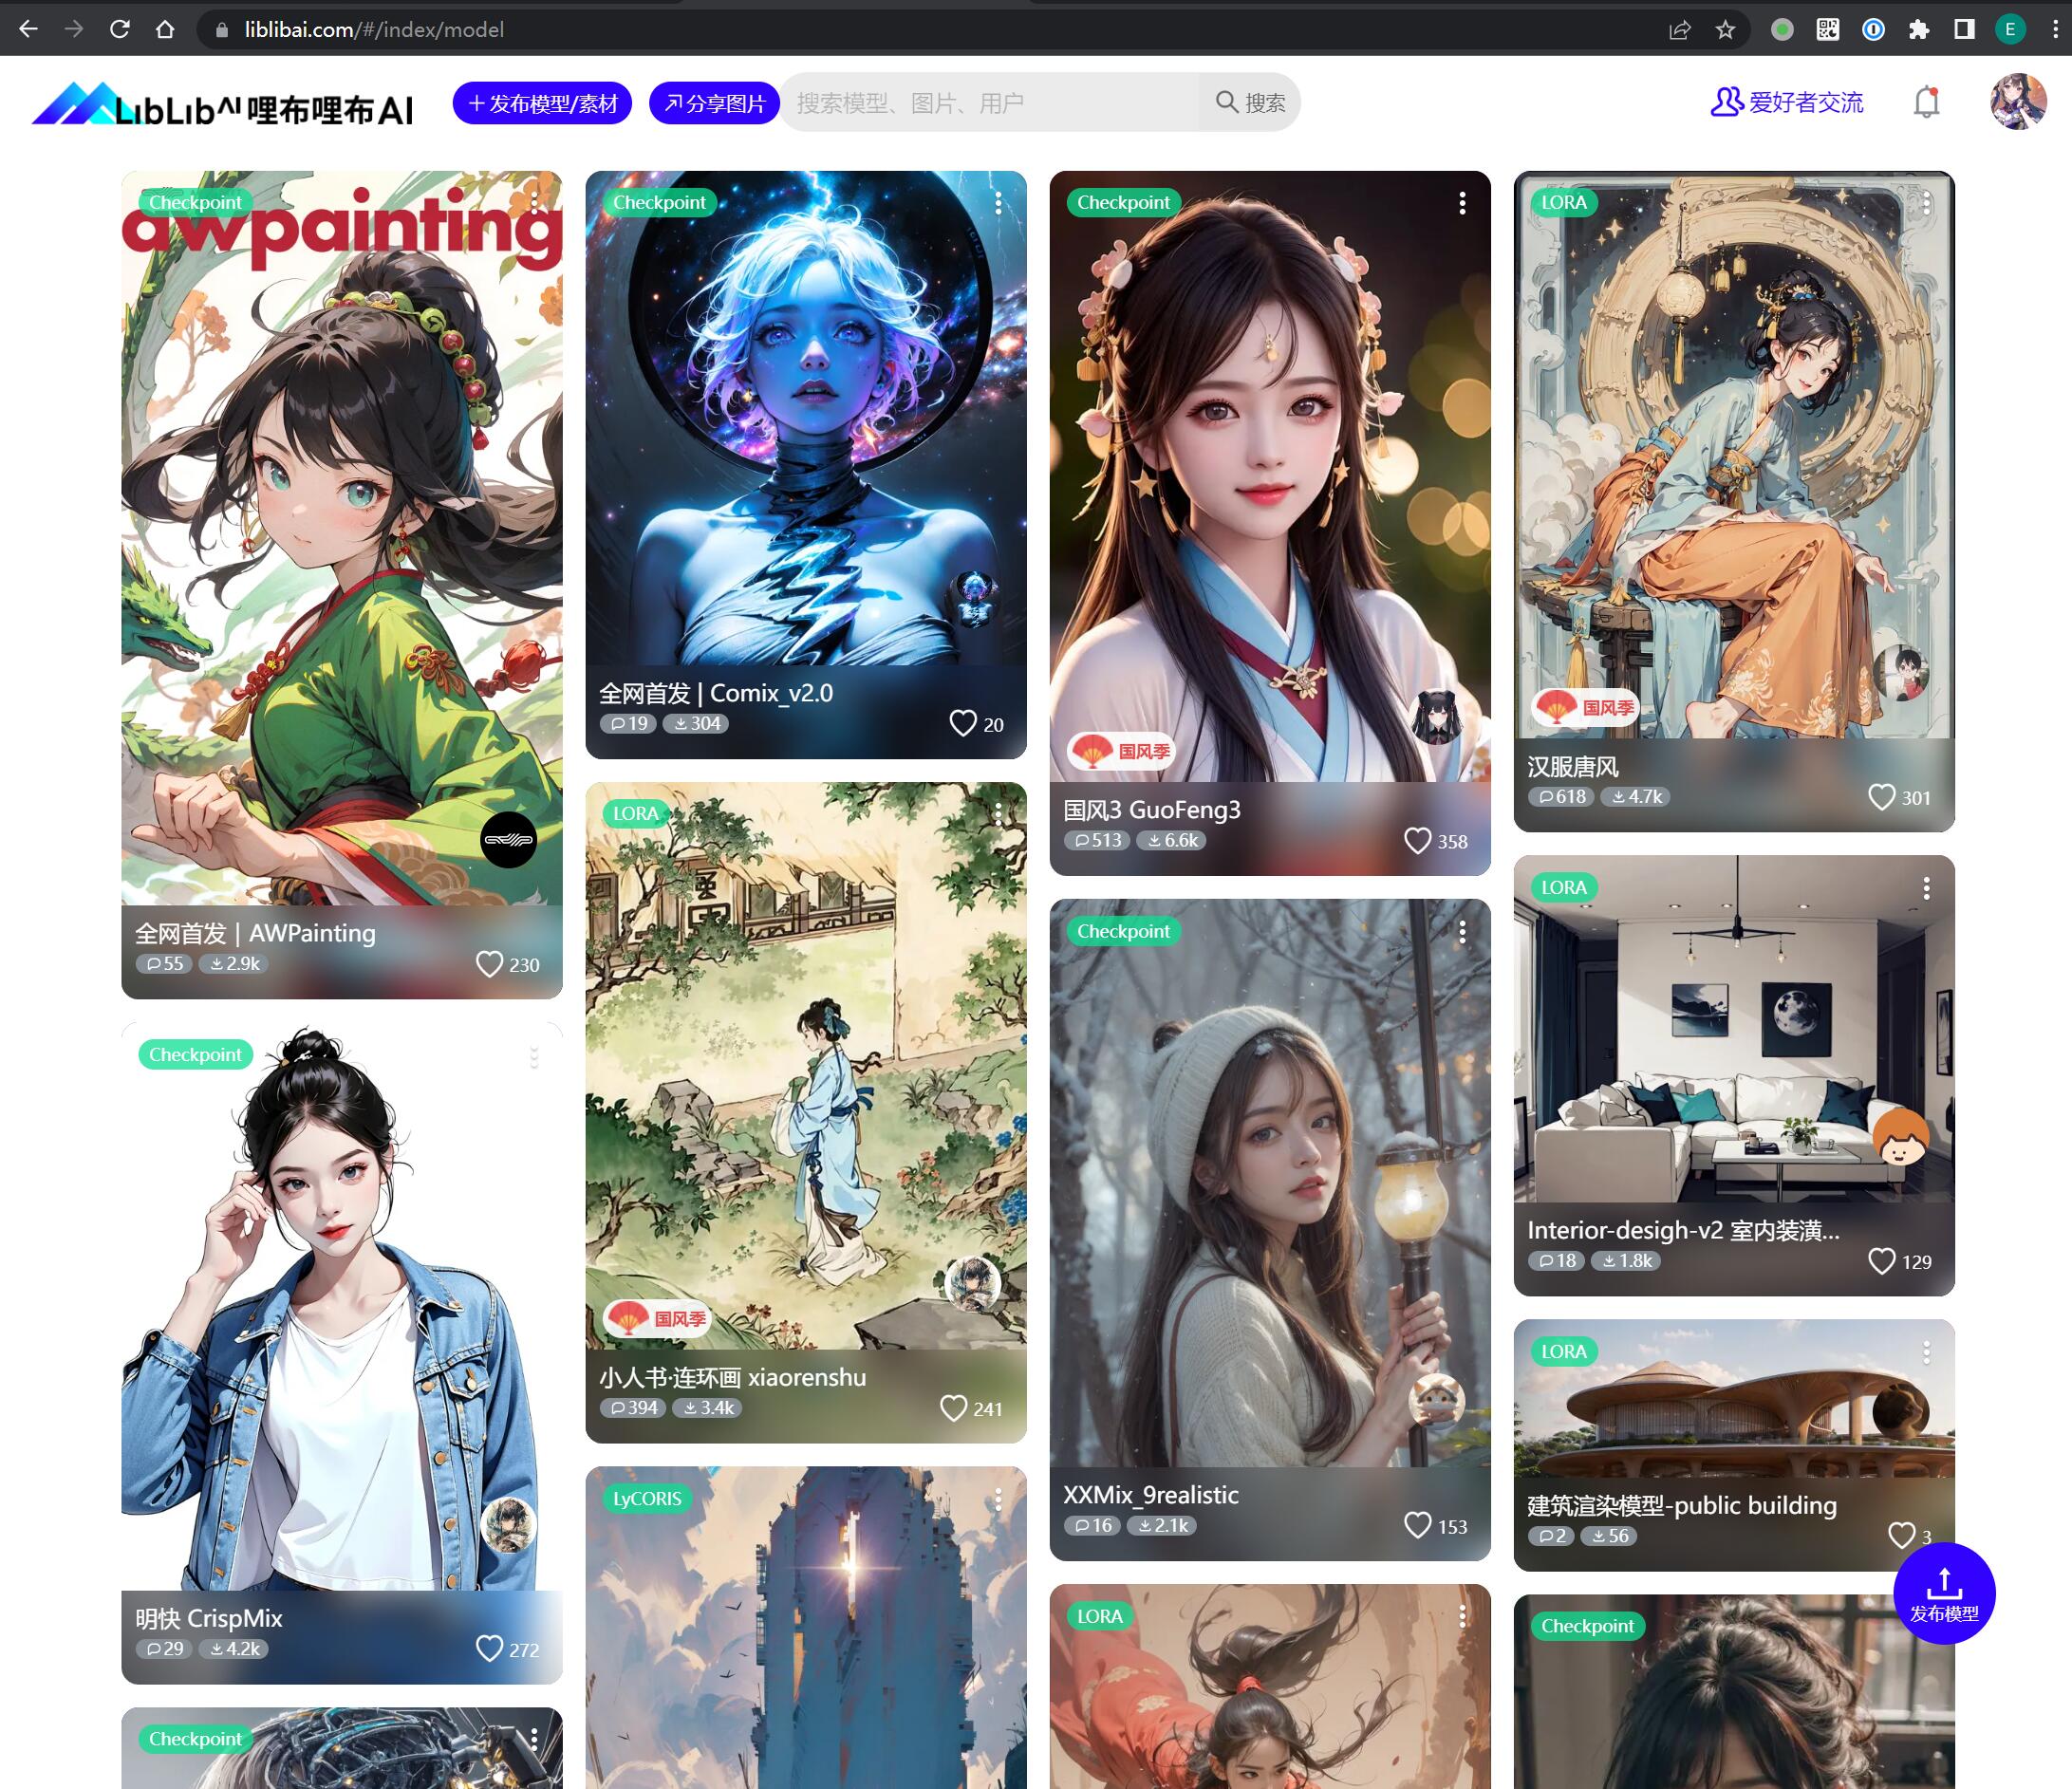 liblibai.com/#/index/model
E
LibLib AI 哩布哩布AI
发布模型/素材
分享图片
搜索模型、图片、用户
搜索
爱好者交流
Checkpoint
awpainting
全网首发 | AWPainting
55 2.9k 230
Checkpoint
明快 CrispMix
29 4.2k 272
Checkpoint
Checkpoint
全网首发 | Comix_v2.0
19 304 20
LORA
国风季
小人书·连环画 xiaorenshu
394 3.4k 241
LyCORIS
Checkpoint
国风季
国风3 GuoFeng3
513 6.6k 358
Checkpoint
XXMix_9realistic
16 2.1k 153
LORA
LORA
国风季
汉服唐风
618 4.7k 301
LORA
Interior-desigh-v2 室内装潢...
18 1.8k 129
LORA
建筑渲染模型-public building
2 56 3
发布模型
Checkpoint